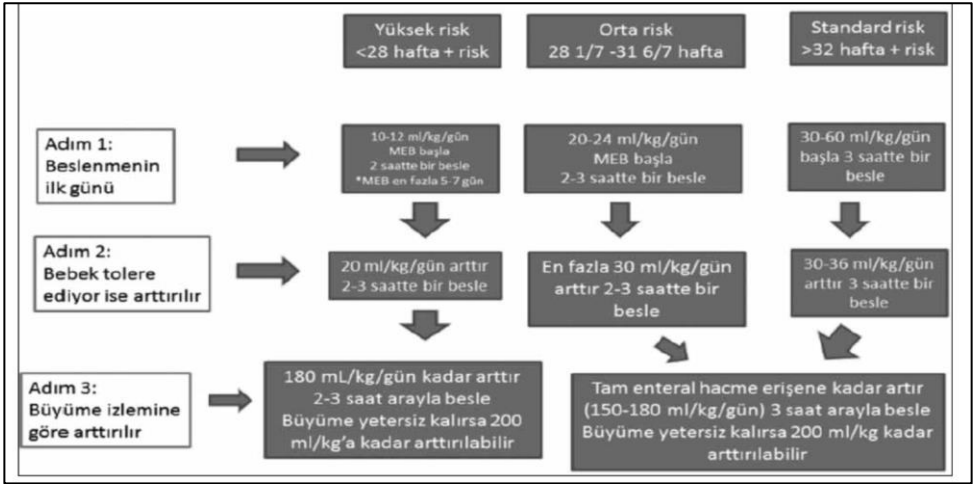 Yüksek risk
<28 hafta + risk
Orta risk
28 1/7 -31 6/7 hafta
Standard risk
>32 hafta + risk
Adım 1:
Beslenmenin
ilk günü
10-12 ml/kg/gün
MEB başla
2 saatte bir besle
*MEB en fazla 5-7 gün
20-24 ml/kg/gün
MEB başla
2-3 saatte bir besle
30-60 ml/kg/gün
başla 3 saatte bir
besle
Adım 2:
Bebek tolere
ediyor ise arttırılır
20 ml/kg/gün arttır
2-3 saatte bir besle
En fazla 30 ml/kg/gün
arttır 2-3 saatte bir
besle
30-36 ml/kg/gün
arttır 3 saatte bir
besle
Adım 3:
Büyüme izlemine
göre arttırılır
180 mL/kg/gün kadar arttır
2-3 saat arayla besle
Büyüme yetersiz kalırsa 200
ml/kg'a kadar arttırılabilir
Tam enteral hacme erişene kadar artır
(150-180 ml/kg/gün) 3 saat arayla besle
Büyüme yetersiz kalırsa 200 ml/kg kadar
arttırılabilir